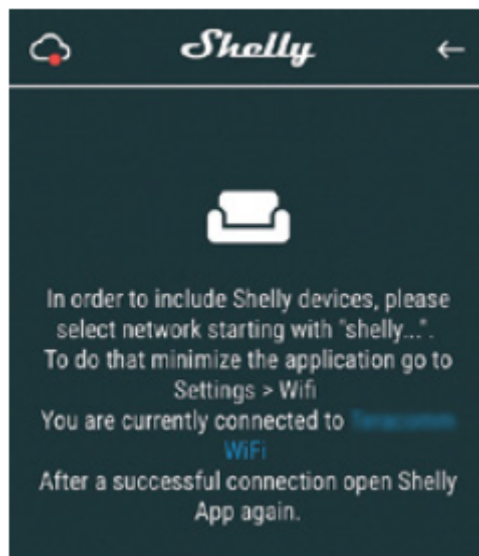 Shelly
In order to include Shelly devices, please
select network starting with "shelly...".
To do that minimize the application go to
Settings > Wifi
You are currently connected to
WiFi
After a successful connection open Shelly
App again.